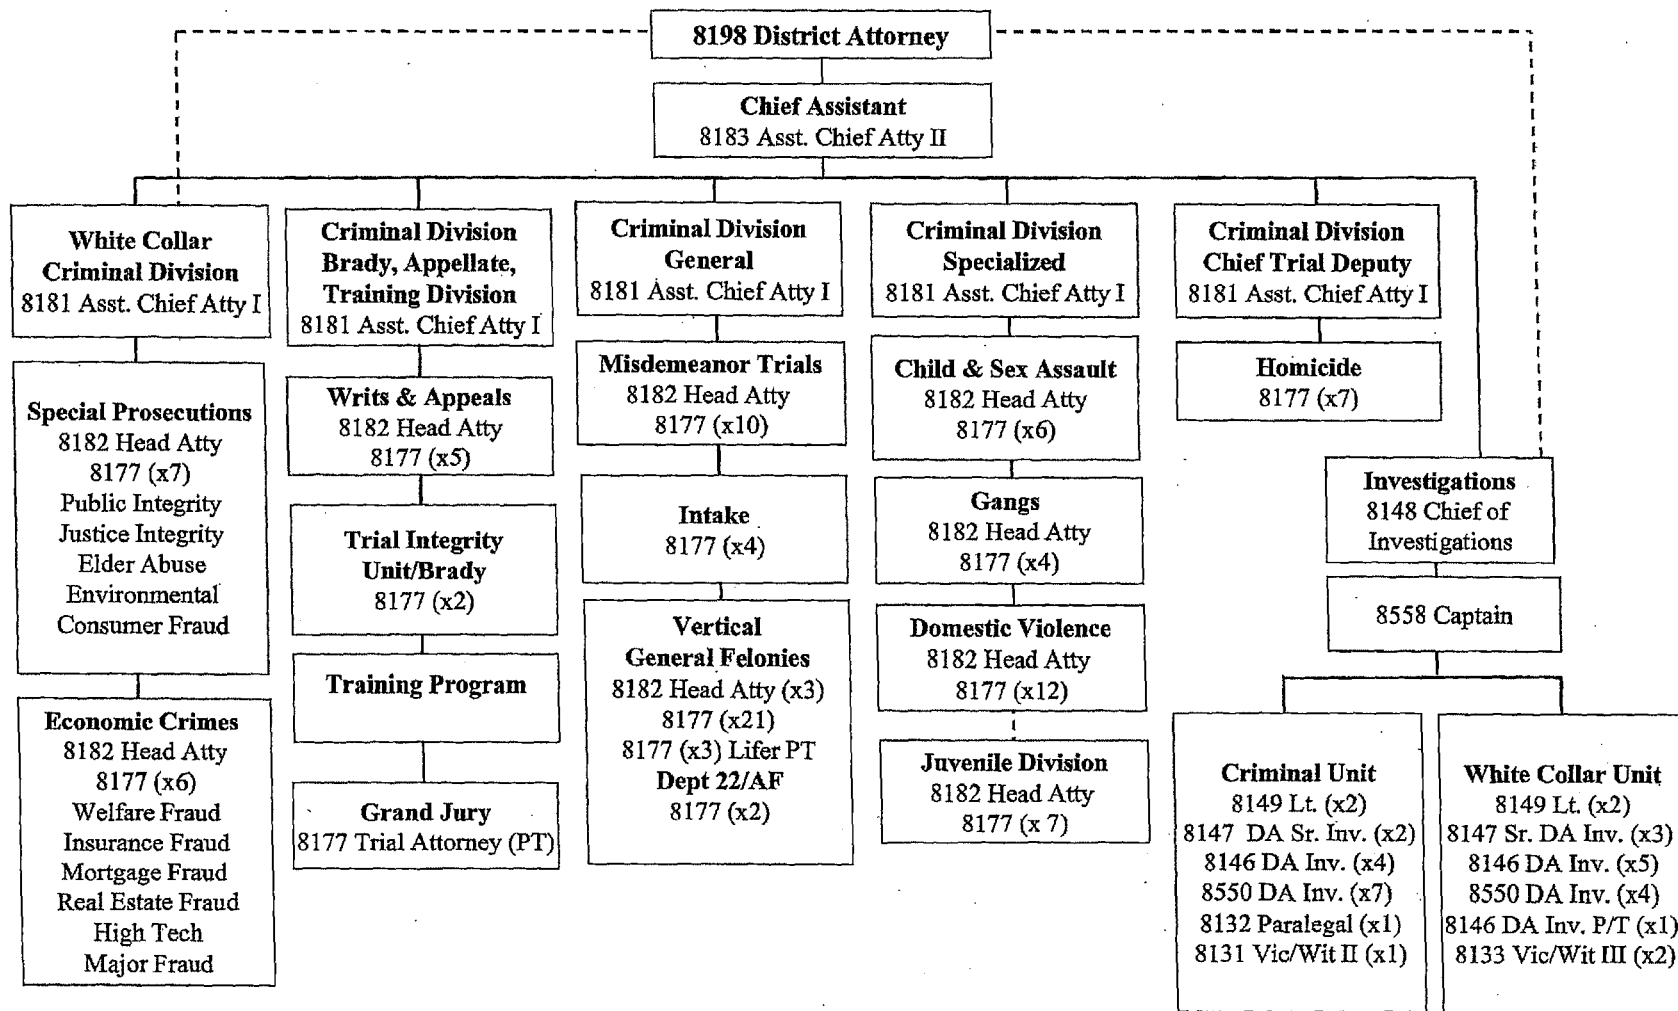 8198 District Attorney
Chief Assistant
8183 Asst. Chief Atty II
White Collar
Criminal Division
8181 Asst. Chief Atty I
Special Prosecutions
8182 Head Atty
8177 (x7)
Public Integrity
Justice Integrity
Elder Abuse
Environmental
Consumer Fraud
Economic Crimes
8182 Head Atty
8177 (x6)
Welfare Fraud
Insurance Fraud
Mortgage Fraud
Real Estate Fraud
High Tech
Major Fraud
Criminal Division
Brady, Appellate,
Training Division
8181 Asst. Chief Atty I
Writs & Appeals
8182 Head Atty
8177 (x5)
Trial Integrity
Unit/Brady
8177 (x2)
Training Program
Grand Jury
8177 Trial Attorney (PT)
Criminal Division
General
8181 Asst. Chief Atty I
Misdemeanor Trials
8182 Head Atty
8177 (x10)
Intake
8177 (x4)
Vertical
General Felonies
8182 Head Atty (x3)
8177 (x21)
8177 (x3) Lifer PT
Dept 22/AF
8177 (x2)
Criminal Division
Specialized
8181 Asst. Chief Atty I
Child & Sex Assault
8182 Head Atty
8177 (x6)
Gangs
8182 Head Atty
8177 (x4)
Domestic Violence
8182 Head Atty
8177 (x12)
Juvenile Division
8182 Head Atty
8177 (x 7)
Criminal Division
Chief Trial Deputy
8181 Asst. Chief Atty I
Homicide
8177 (x7)
Investigations
8148 Chief of
Investigations
8558 Captain
Criminal Unit
8149 Lt. (x2)
8147 DA Sr. Inv. (x2)
8146 DA Inv. (x4)
8550 DA Inv. (x7)
8132 Paralegal (x1)
8131 Vic/Wit II (x1)
White Collar Unit
8149 Lt. (x2)
8147 Sr. DA Inv. (x3)
8146 DA Inv. (x5)
8550 DA Inv. (x4)
8146 DA Inv. P/T (x1)
8133 Vic/Wit III (x2)